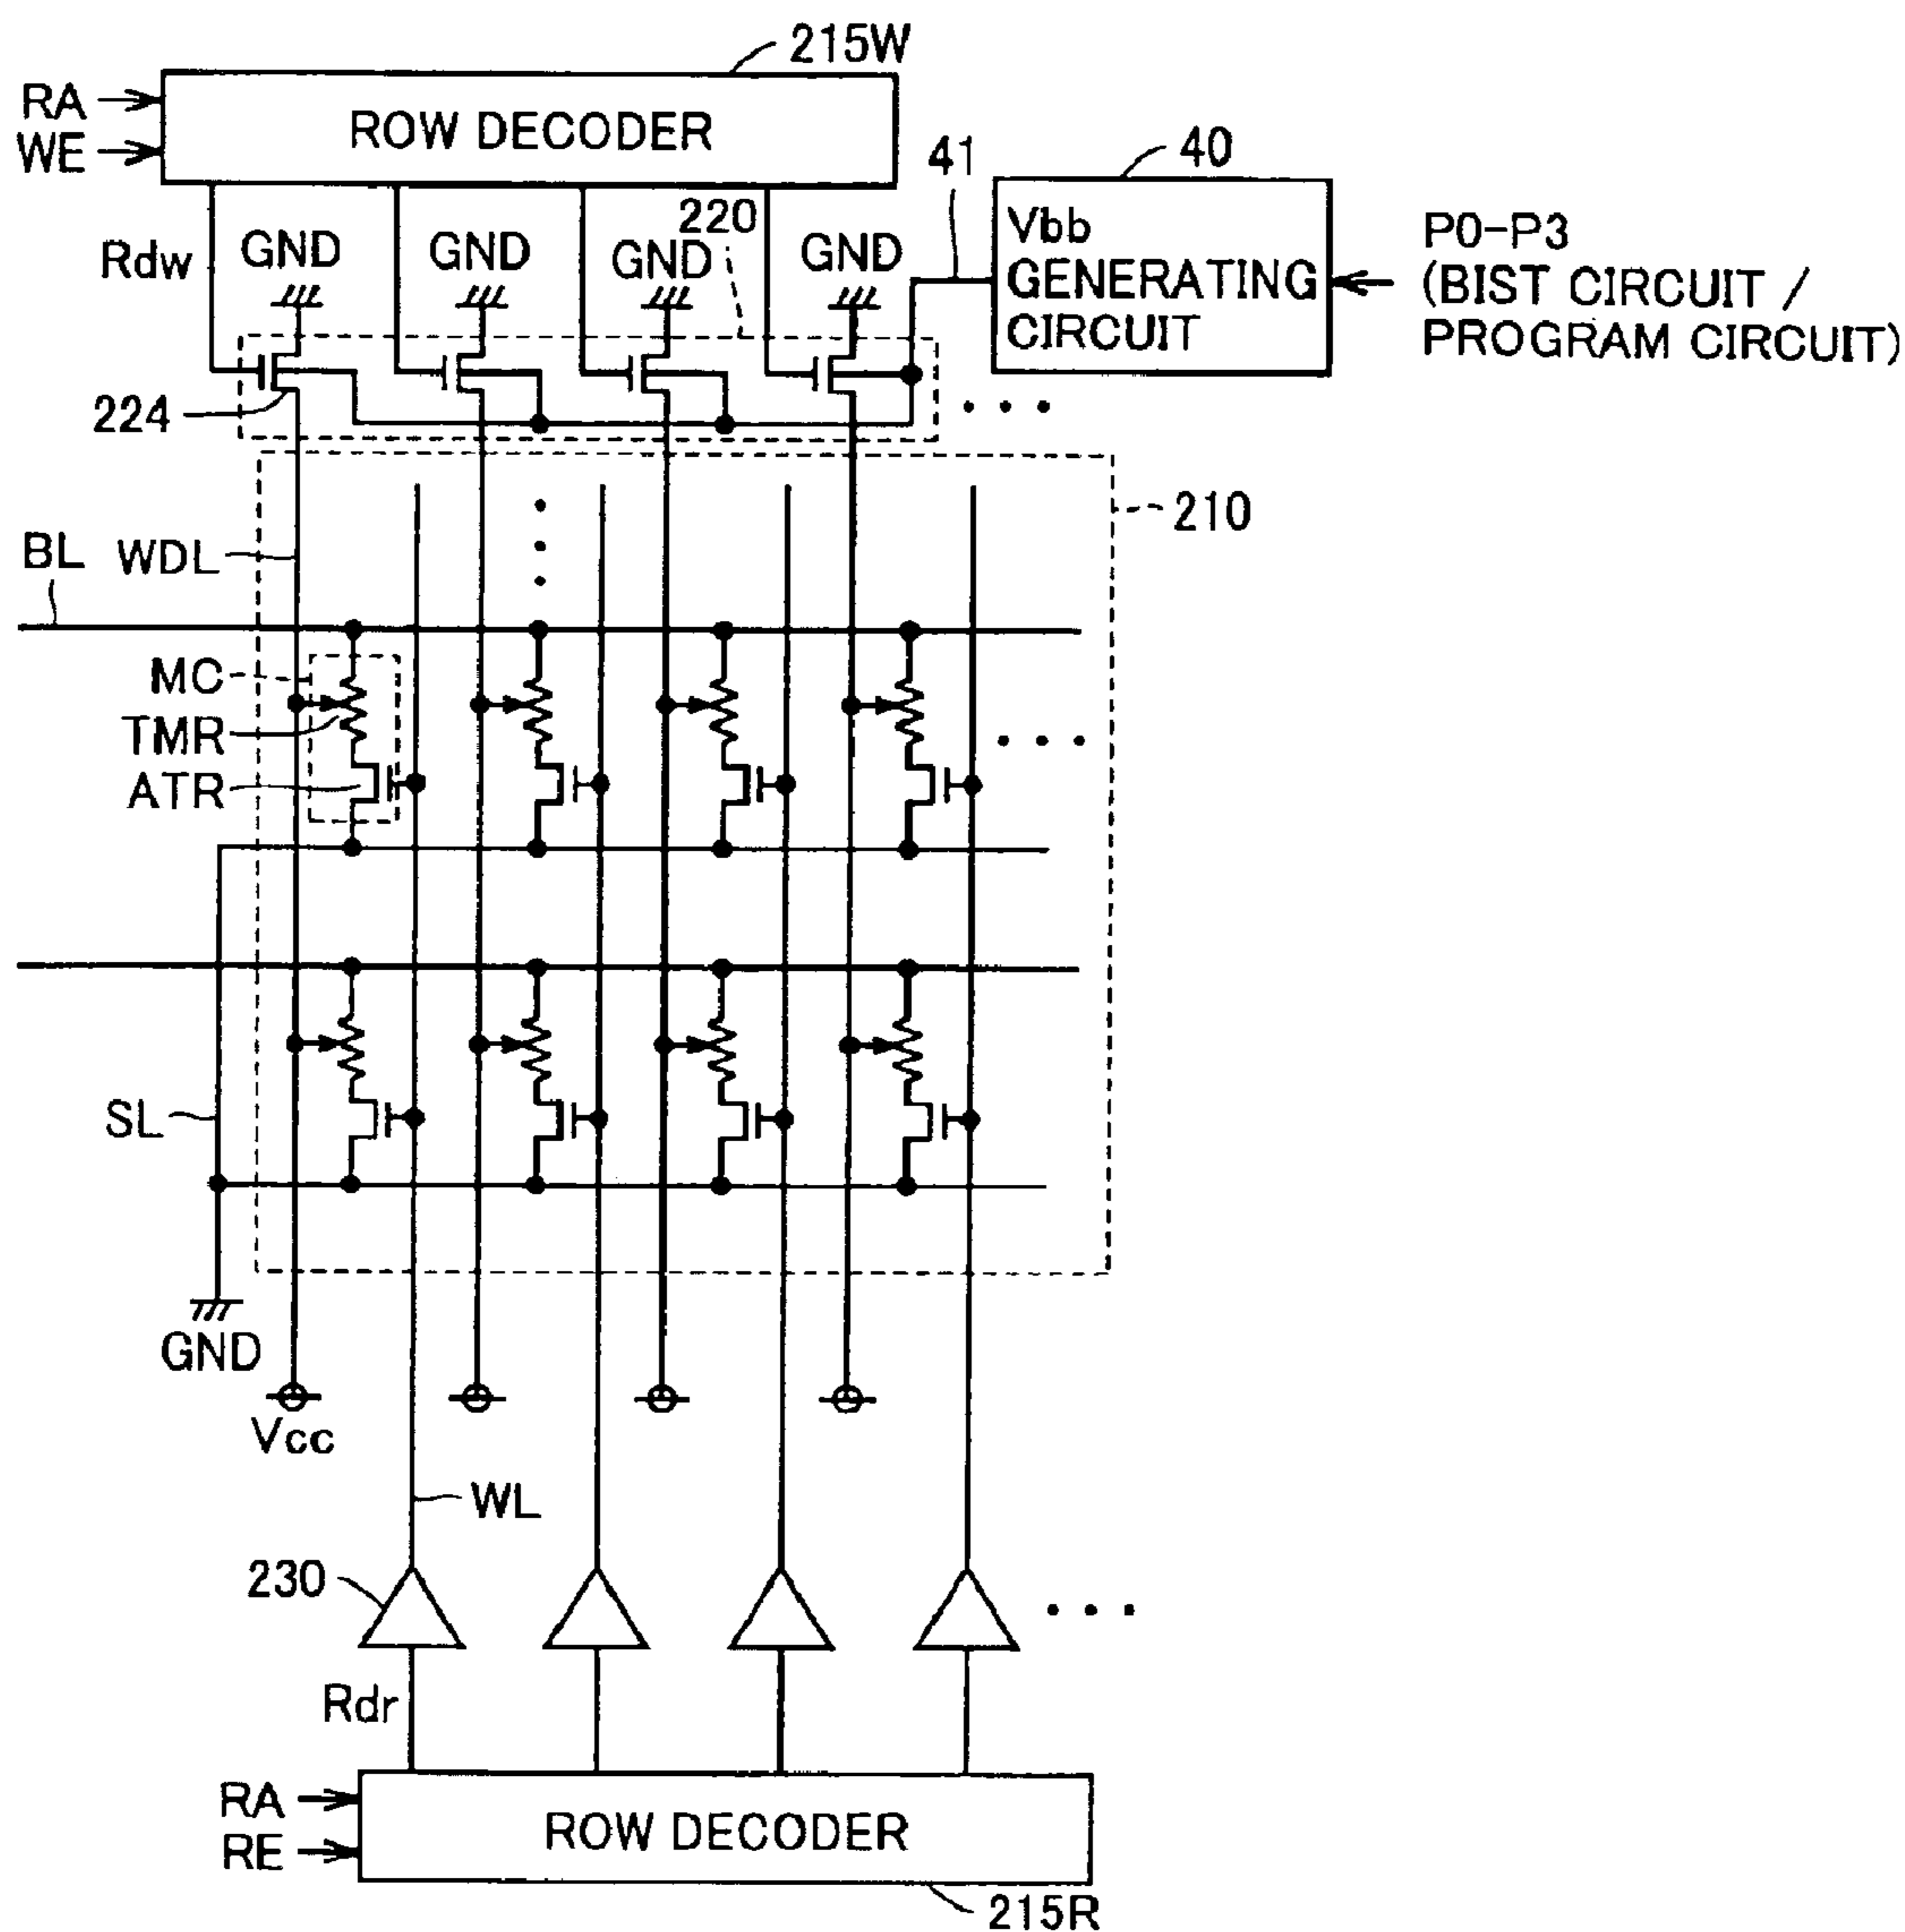 215W
RA
WE
ROW DECODER
41
40
220
Rdw
GND
GND
GND
GND
Vbb
GENERATING
CIRCUIT
P0-P3
(BIST CIRCUIT /
PROGRAM CIRCUIT)
224
210
BL
WDL
MC
TMR
ATR
SL
GND
Vcc
WL
230
Rdr
RA
RE
ROW DECODER
215R